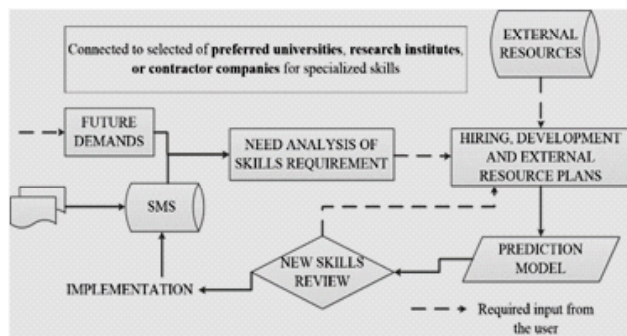 Connected to selected of preferred universities, research institutes,
or contractor companies for specialized skills
EXTERNAL
RESOURCES
FUTURE
DEMANDS
NEED ANALYSIS OF
SKILLS REQUIREMENT
HIRING, DEVELOPMENT
AND EXTERNAL
RESOURCE PLANS
SMS
PREDICTION
MODEL
NEW SKILLS
REVIEW
IMPLEMENTATION
Required input from
the user